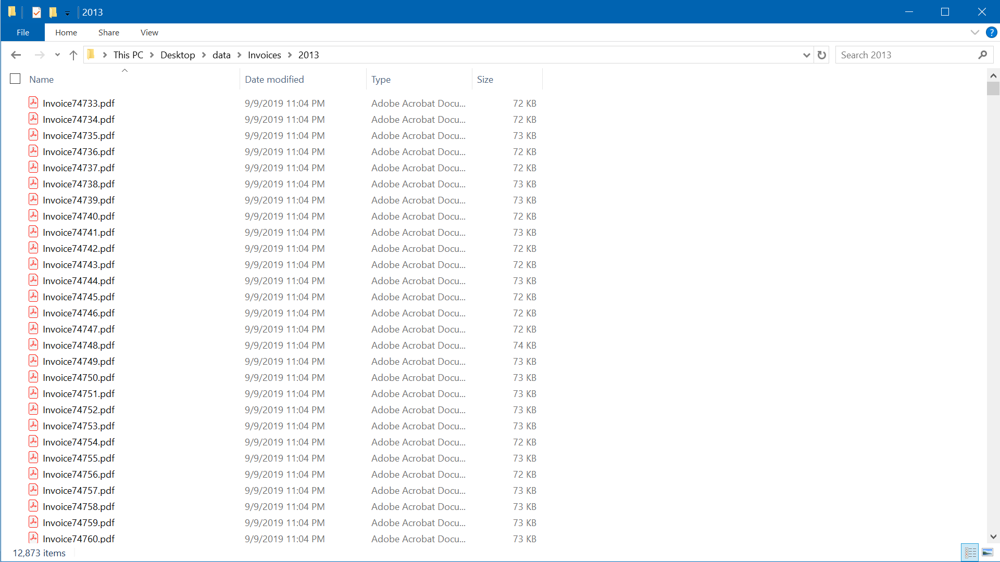 2013
File Home Share View ?
This PC Desktop data Invoices 2013 Search 2013
Name Date modified Type Size
Invoice74733.pdf 9/9/2019 11:04 PM Adobe Acrobat Docu... 72 KB
Invoice74734.pdf 9/9/2019 11:04 PM Adobe Acrobat Docu... 72 KB
Invoice74735.pdf 9/9/2019 11:04 PM Adobe Acrobat Docu... 73 KB
Invoice74736.pdf 9/9/2019 11:04 PM Adobe Acrobat Docu... 72 KB
Invoice74737.pdf 9/9/2019 11:04 PM Adobe Acrobat Docu... 72 KB
Invoice74738.pdf 9/9/2019 11:04 PM Adobe Acrobat Docu... 73 KB
Invoice74739.pdf 9/9/2019 11:04 PM Adobe Acrobat Docu... 73 KB
Invoice74740.pdf 9/9/2019 11:04 PM Adobe Acrobat Docu... 72 KB
Invoice74741.pdf 9/9/2019 11:04 PM Adobe Acrobat Docu... 73 KB
Invoice74742.pdf 9/9/2019 11:04 PM Adobe Acrobat Docu... 72 KB
Invoice74743.pdf 9/9/2019 11:04 PM Adobe Acrobat Docu... 72 KB
Invoice74744.pdf 9/9/2019 11:04 PM Adobe Acrobat Docu... 73 KB
Invoice74745.pdf 9/9/2019 11:04 PM Adobe Acrobat Docu... 72 KB
Invoice74746.pdf 9/9/2019 11:04 PM Adobe Acrobat Docu... 72 KB
Invoice74747.pdf 9/9/2019 11:04 PM Adobe Acrobat Docu... 72 KB
Invoice74748.pdf 9/9/2019 11:04 PM Adobe Acrobat Docu... 74 KB
Invoice74749.pdf 9/9/2019 11:04 PM Adobe Acrobat Docu... 73 KB
Invoice74750.pdf 9/9/2019 11:04 PM Adobe Acrobat Docu... 73 KB
Invoice74751.pdf 9/9/2019 11:04 PM Adobe Acrobat Docu... 73 KB
Invoice74752.pdf 9/9/2019 11:04 PM Adobe Acrobat Docu... 73 KB
Invoice74753.pdf 9/9/2019 11:04 PM Adobe Acrobat Docu... 73 KB
Invoice74754.pdf 9/9/2019 11:04 PM Adobe Acrobat Docu... 72 KB
Invoice74755.pdf 9/9/2019 11:04 PM Adobe Acrobat Docu... 73 KB
Invoice74756.pdf 9/9/2019 11:04 PM Adobe Acrobat Docu... 72 KB
Invoice74757.pdf 9/9/2019 11:04 PM Adobe Acrobat Docu... 73 KB
Invoice74758.pdf 9/9/2019 11:04 PM Adobe Acrobat Docu... 73 KB
Invoice74759.pdf 9/9/2019 11:04 PM Adobe Acrobat Docu... 73 KB
Invoice74760.pdf 9/9/2019 11:04 PM Adobe Acrobat Docu... 73 KB
12,873 items